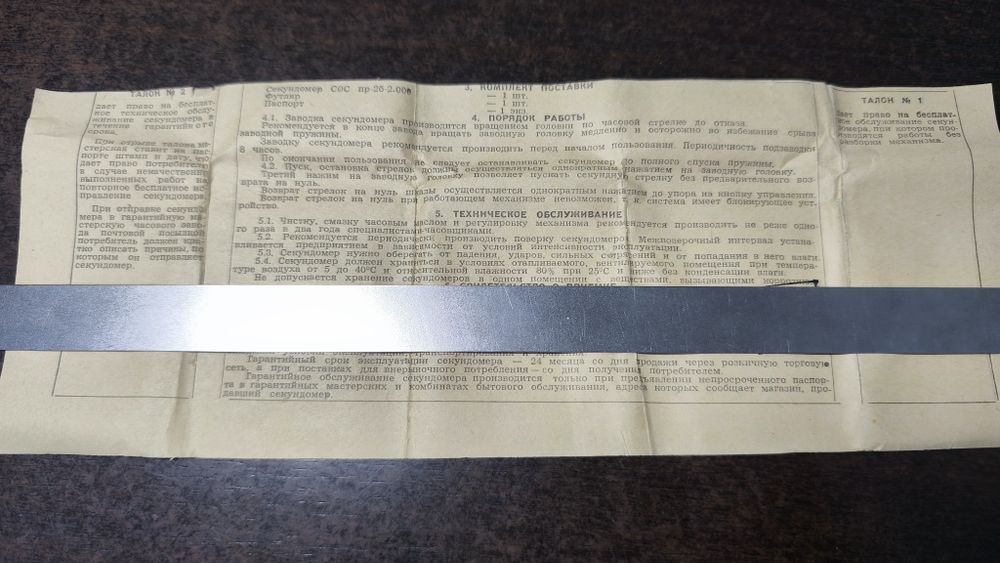 ТАЛОН № 2
дает право на бесплат-
ное техническое обслу-
живание секундомера в
течение гарантийного
срока.
При отрыве талона ма-
стерская ставит на пас-
порте штамп и дату, что
дает право потребителю
в случае некачественно
выполненных работ на
повторное бесплатное ис-
правление секундомера.
При отправке секундо-
мера в гарантийную ма-
стерскую часового заво-
да почтовой посылкой
потребитель должен крат-
ко описать причины, по
которым он отправляет
секундомер.
3. КОМПЛЕКТ ПОСТАВКИ
Секундомер СОС пр-2б-2.00 — 1 шт.
Футляр — 1 шт.
Паспорт — 1 экз.
4. ПОРЯДОК РАБОТЫ
4.1. Заводка секундомера производится вращением головки по часовой стрелке до отказа.
Рекомендуется в конце завода вращать заводную головку медленно и осторожно во избежание срыва
заводной пружины.
Заводку секундомера рекомендуется производить перед началом пользования. Периодичность подзаводки
8 часов.
По окончании пользования не следует останавливать секундомер до полного спуска пружины.
4.2. Пуск, остановка стрелок должны осуществляться однократным нажатием на заводную головку.
Третий нажим на заводную головку позволяет пускать секундную стрелку без предварительного воз-
врата на нуль.
Возврат стрелок на нуль шкалы осуществляется однократным нажатием до упора на кнопку управления.
Возврат стрелок на нуль при работающем механизме невозможен, т. к. система имеет блокирующее уст-
ройство.
5. ТЕХНИЧЕСКОЕ ОБСЛУЖИВАНИЕ
5.1. Чистку, смазку часовым маслом и регулировку механизма рекомендуется производить не реже одно-
го раза в два года специалистами-часовщиками.
5.2. Рекомендуется периодически производить поверку секундомера. Межповерочный интервал устана-
вливается предприятием в зависимости от условий и интенсивности эксплуатации.
5.3. Секундомер нужно оберегать от падения, ударов, сильных сотрясений и от попадания в него влаги.
5.4. Секундомер должен храниться в условиях отапливаемого, вентилируемого помещения при темпера-
туре воздуха от 5 до 40°С и относительной влажности 80% при 25°С и ниже без конденсации влаги.
Не допускается хранение секундомеров в одном помещении с веществами, вызывающими коррозию.
Гарантийный срок эксплуатации секундомера — 24 месяца со дня продажи через розничную торговую
сеть, а при поставках для внерыночного потребления — со дня получения потребителем.
Гарантийное обслуживание секундомера производится только при предъявлении непросроченного паспор-
та в гарантийных мастерских и комбинатах бытового обслуживания, адреса которых сообщает магазин, про-
давший секундомер.
ТАЛОН № 1
дает право на бесплат-
ное обслуживание секун-
домера, при котором про-
изводятся работы без
разборки механизма.